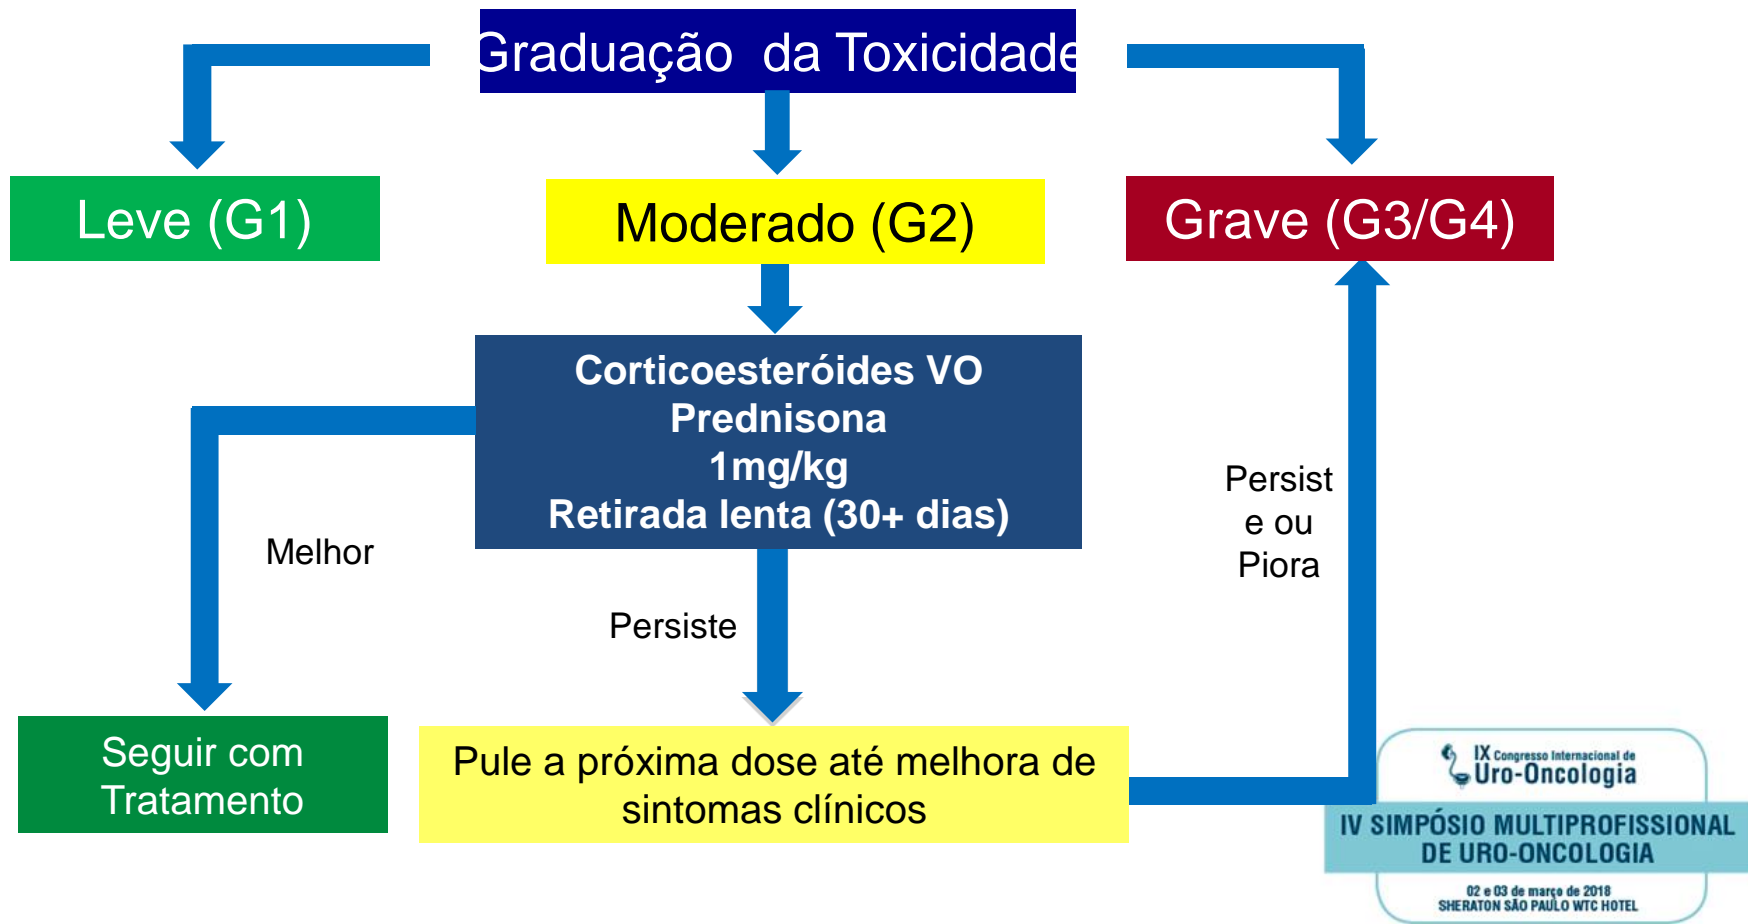 Graduação da Toxicidade
Leve (G1)
Moderado (G2)
Grave (G3/G4)
Corticoesteróides VO
Prednisona
1mg/kg
Retirada lenta (30+ dias)
Melhor
Persiste
Persist
e ou
Piora
Seguir com
Tratamento
Pule a próxima dose até melhora de
sintomas clínicos
IX Congresso Internacional de
Uro-Oncologia
IV SIMPÓSIO MULTIPROFISSIONAL
DE URO-ONCOLOGIA
02 e 03 de março de 2018
SHERATON SÃO PAULO WTC HOTEL